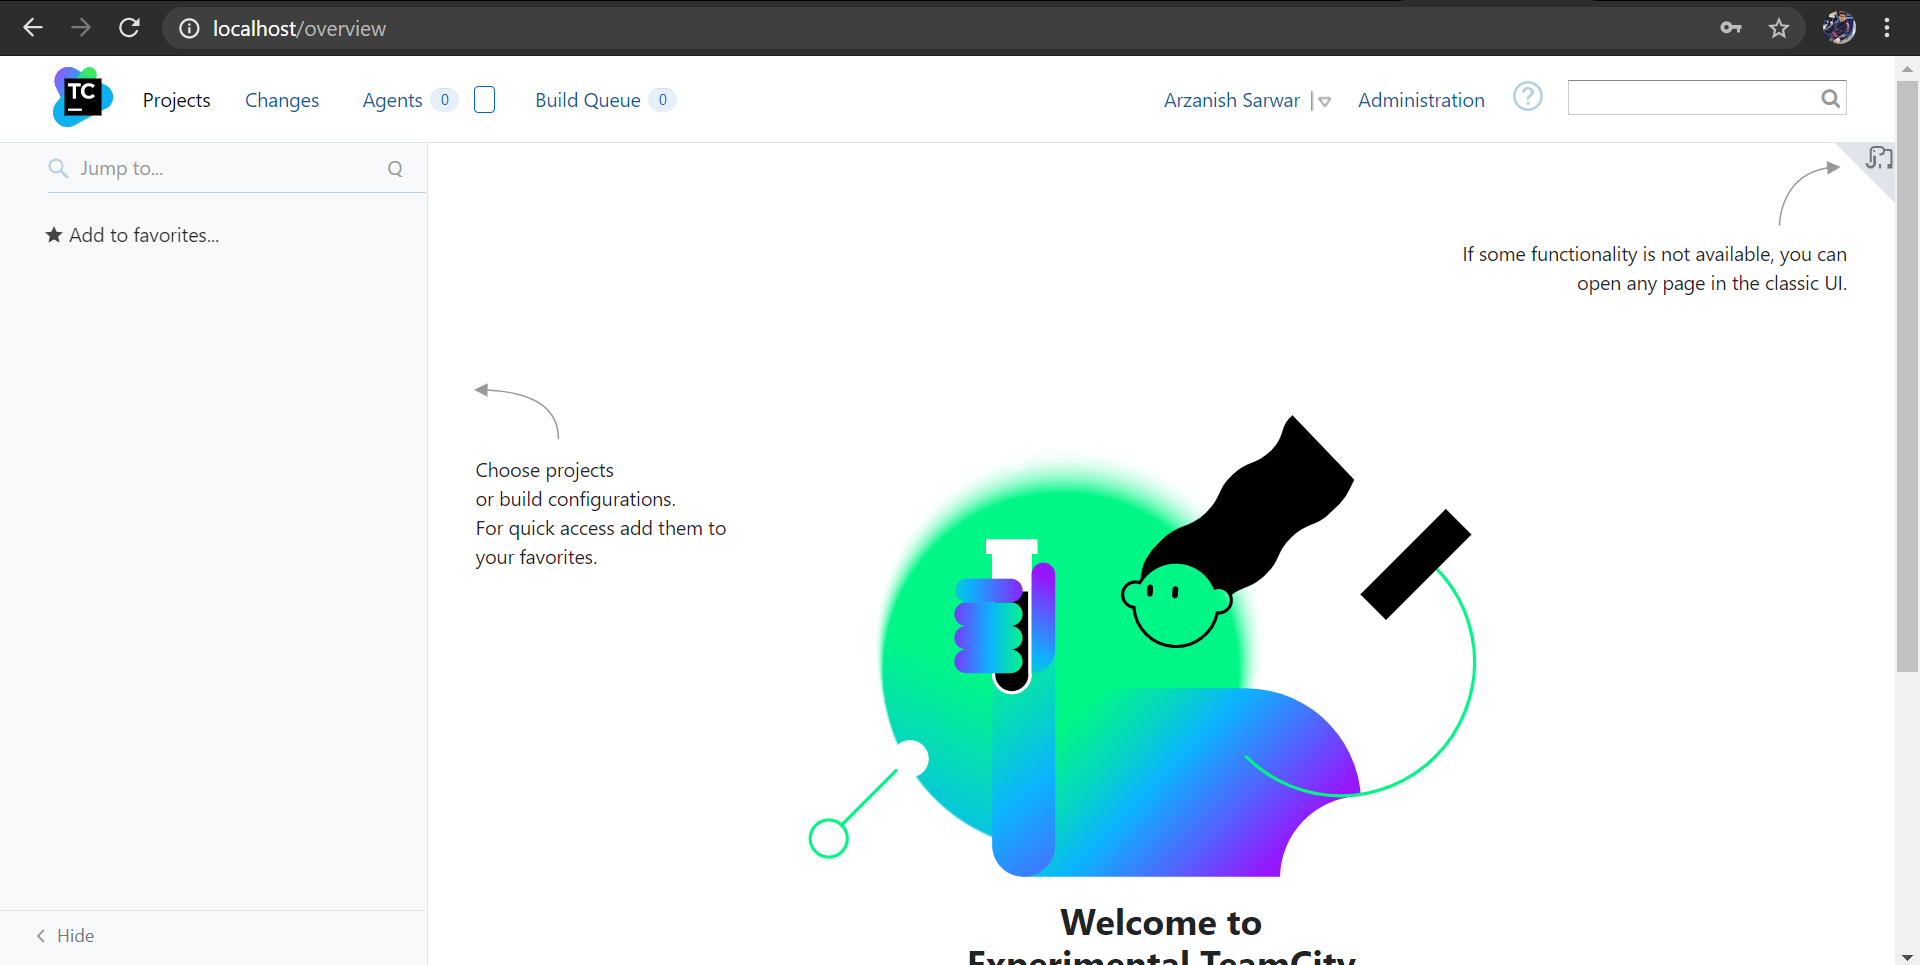 localhost/overview
TC
Projects
Changes
Agents 0
Build Queue 0
Arzanish Sarwar
Administration
?
Jump to...
Q
Add to favorites...
If some functionality is not available, you can
open any page in the classic UI.
Choose projects
or build configurations.
For quick access add them to
your favorites.
Welcome to
Experimental TeamCity
Hide